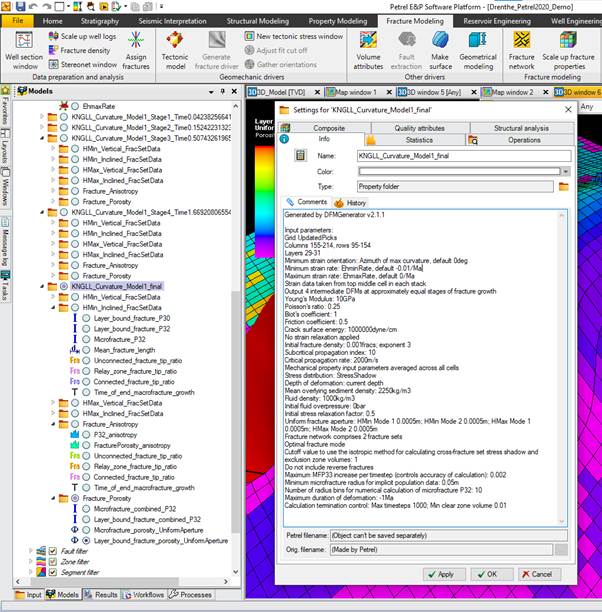 Petrel E&P Software Platform - [Drenthe_Petrel2020_Demo]
File
Home
Stratigraphy
Seismic Interpretation
Structural Modeling
Property Modeling
Fracture Modeling
Reservoir Engineering
Well Engineering
Well section window
Scale up well logs
Fracture density
Stereonet window
Assign fractures
Tectonic model
Generate fracture driver
New tectonic stress window
Adjust fit cut off
Gather orientations
Volume attributes
Fault extraction
Make surface
Geometrical modeling
Fracture network
Scale up fracture properties
Data preparation and analysis
Geomechanic drivers
Other drivers
Fracture modeling
Favorites
Layouts
Windows
Message log
Tasks
Models
EhmaxRate
KNGLL_Curvature_Model1_Stage1_Time0.04238256641
KNGLL_Curvature_Model1_Stage2_Time0.15242231323
KNGLL_Curvature_Model1_Stage3_Time0.50743261965
HMin_Vertical_FracSetData
HMin_Inclined_FracSetData
HMax_Vertical_FracSetData
HMax_Inclined_FracSetData
Fracture_Anisotropy
Fracture_Porosity
KNGLL_Curvature_Model1_Stage4_Time1.66920806554
HMin_Vertical_FracSetData
HMin_Inclined_FracSetData
HMax_Vertical_FracSetData
HMax_Inclined_FracSetData
Fracture_Anisotropy
Fracture_Porosity
KNGLL_Curvature_Model1_final
HMin_Vertical_FracSetData
HMin_Inclined_FracSetData
Layer_bound_fracture_P30
Layer_bound_fracture_P32
Microfracture_P32
Mean_fracture_length
Unconnected_fracture_tip_ratio
Relay_zone_fracture_tip_ratio
Connected_fracture_tip_ratio
Time_of_end_macrofracture_growth
HMax_Vertical_FracSetData
HMax_Inclined_FracSetData
Fracture_Anisotropy
P32_anisotropy
FracturePorosity_anisotropy
Unconnected_fracture_tip_ratio
Relay_zone_fracture_tip_ratio
Connected_fracture_tip_ratio
Time_of_end_macrofracture_growth
Fracture_Porosity
Microfracture_combined_P32
Layer_bound_fracture_combined_P32
Microfracture_porosity_UniformAperture
Layer_bound_fracture_porosity_UniformAperture
Fault filter
Zone filter
Segment filter
Input
Models
Results
Workflows
Processes
3D_Model [TVD]
Map window 1
3D window 5 [Any]
Map window 2
3D window 6
Any
Settings for 'KNGLL_Curvature_Model1_final'
Composite
Quality attributes
Structural analysis
Info
Statistics
Operations
Name:
KNGLL_Curvature_Model1_final
Color:
Type:
Property folder
Comments
History
Generated by DFMGenerator v2.1.1
Input parameters:
Grid UpdatedPicks
Columns 155-214, rows 95-154
Layers 29-31
Minimum strain orientation: Azimuth of max curvature, default 0deg
Minimum strain rate: EhminRate, default -0.01/Ma
Maximum strain rate: EhmaxRate, default 0/Ma
Strain data taken from top middle cell in each stack
Output 4 intermediate DFMs at approximately equal stages of fracture growth
Young's Modulus: 10GPa
Poisson's ratio: 0.25
Biot's coefficient: 1
Friction coefficient: 0.5
Crack surface energy: 1000000dyne/cm
No strain relaxation applied
Initial fracture density: 0.001fracs; exponent 3
Subcritical propagation index: 10
Critical propagation rate: 2000m/s
Mechanical property input parameters averaged across all cells
Stress distribution: StressShadow
Depth of deformation: current depth
Mean overlying sediment density: 2250kg/m3
Fluid density: 1000kg/m3
Initial fluid overpressure: 0bar
Initial stress relaxation factor: 0.5
Uniform fracture aperture: HMin Mode 1 0.0005m; HMin Mode 2 0.0005m; HMax Mode 1
0.0005m; HMax Mode 2 0.0005m
Fracture network comprises 2 fracture sets
Optimal fracture mode
Cutoff value to use the isotropic method for calculating cross-fracture set stress shadow and
exclusion zone volumes: 1
Do not include reverse fractures
Maximum MFP33 increase per timestep (controls accuracy of calculation): 0.002
Minimum microfracture radius for implicit population data: 0.05m
Number of radius bins for numerical calculation of microfracture P32: 10
Maximum duration of deformation: -1Ma
Calculation termination control: Max timesteps 1000; Min clear zone volume 0.01
Petrel filename:
(Object can't be saved separately)
Orig. filename:
(Made by Petrel)
Apply
OK
Cancel